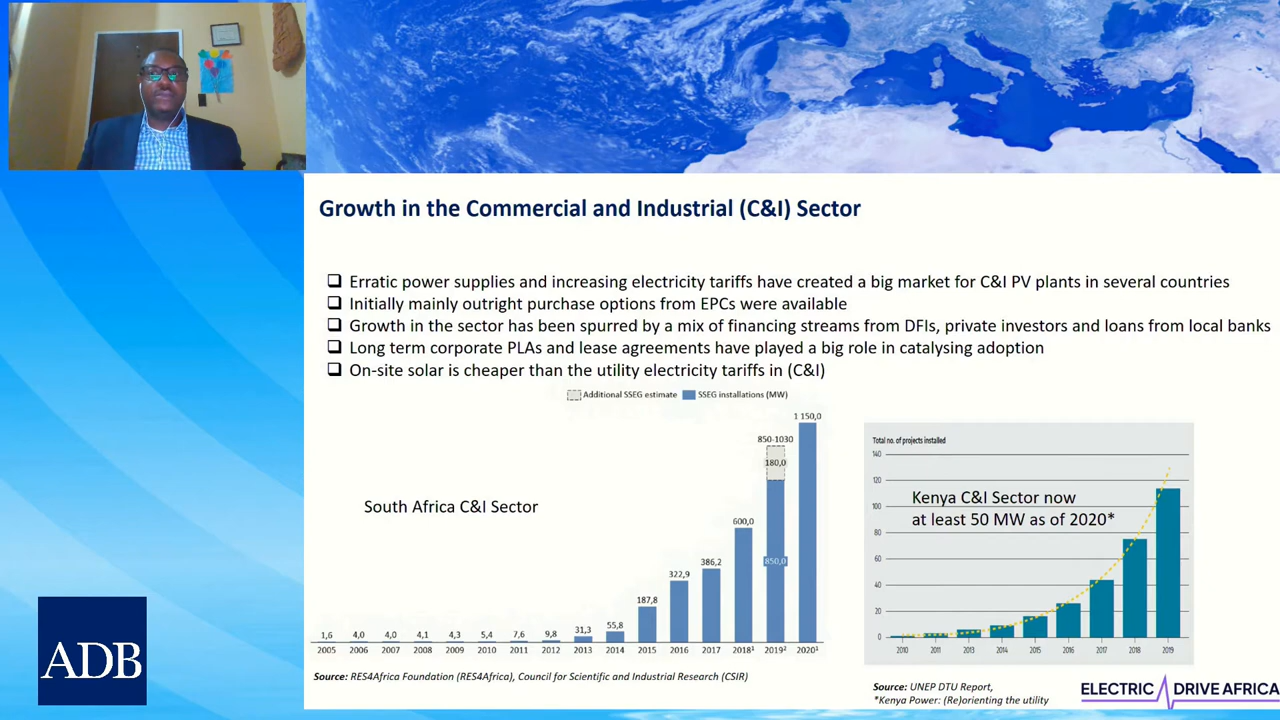 Growth in the Commercial and Industrial (C&I) Sector
❑ Erratic power supplies and increasing electricity tariffs have created a big market for C&I PV plants in several countries
❑ Initially mainly outright purchase options from EPCs were available
❑ Growth in the sector has been spurred by a mix of financing streams from DFIs, private investors and loans from local banks
❑ Long term corporate PLAs and lease agreements have played a big role in catalysing adoption
❑ On-site solar is cheaper than the utility electricity tariffs in (C&I)
Additional SSEG estimate SSEG installations (MW)
South Africa C&I Sector
1,6 4,0 4,0 4,1 4,3 5,4 7,6 9,8 31,3 55,8 187,8 322,9 386,2 600,0 850-1030 180,0 850,0 1 150,0
2005 2006 2007 2008 2009 2010 2011 2012 2013 2014 2015 2016 2017 2018¹ 2019² 2020¹
Source: RES4Africa Foundation (RES4Africa), Council for Scientific and Industrial Research (CSIR)
Total no. of projects installed
140
120
100
80
60
40
20
0
Kenya C&I Sector now
at least 50 MW as of 2020*
2010 2011 2012 2013 2014 2015 2016 2017 2018 2019
Source: UNEP DTU Report,
*Kenya Power: (Re)orienting the utility
ELECTRIC DRIVE AFRICA
ADB